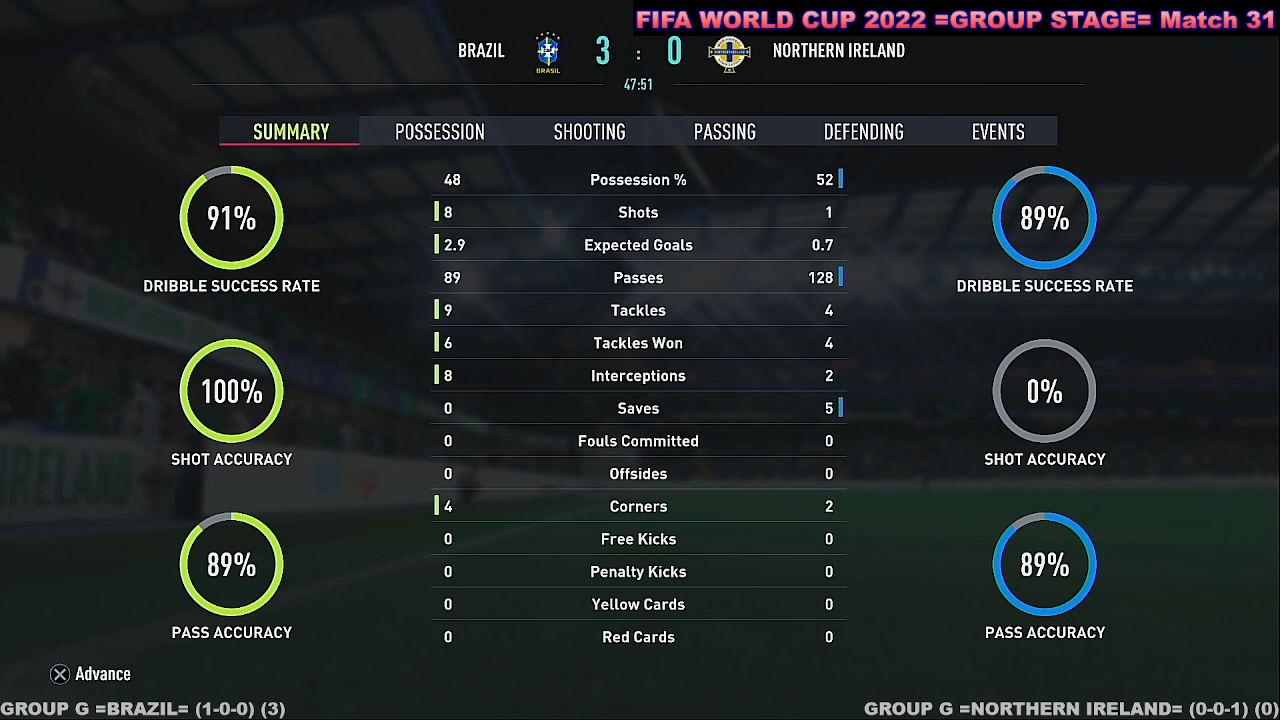 FIFA WORLD CUP 2022 =GROUP STAGE= Match 31
BRAZIL BRASIL 3 : 0 NORTHERN IRELAND
47:51
SUMMARY POSSESSION SHOOTING PASSING DEFENDING EVENTS
48 Possession % 52
8 Shots 1
2.9 Expected Goals 0.7
89 Passes 128
9 Tackles 4
6 Tackles Won 4
8 Interceptions 2
0 Saves 5
0 Fouls Committed 0
0 Offsides 0
4 Corners 2
0 Free Kicks 0
0 Penalty Kicks 0
0 Yellow Cards 0
0 Red Cards 0
91%
DRIBBLE SUCCESS RATE
100%
SHOT ACCURACY
89%
PASS ACCURACY
89%
DRIBBLE SUCCESS RATE
0%
SHOT ACCURACY
89%
PASS ACCURACY
IRELAND
Advance
GROUP G =BRAZIL= (1-0-0) (3)
GROUP G =NORTHERN IRELAND= (0-0-1) (0)